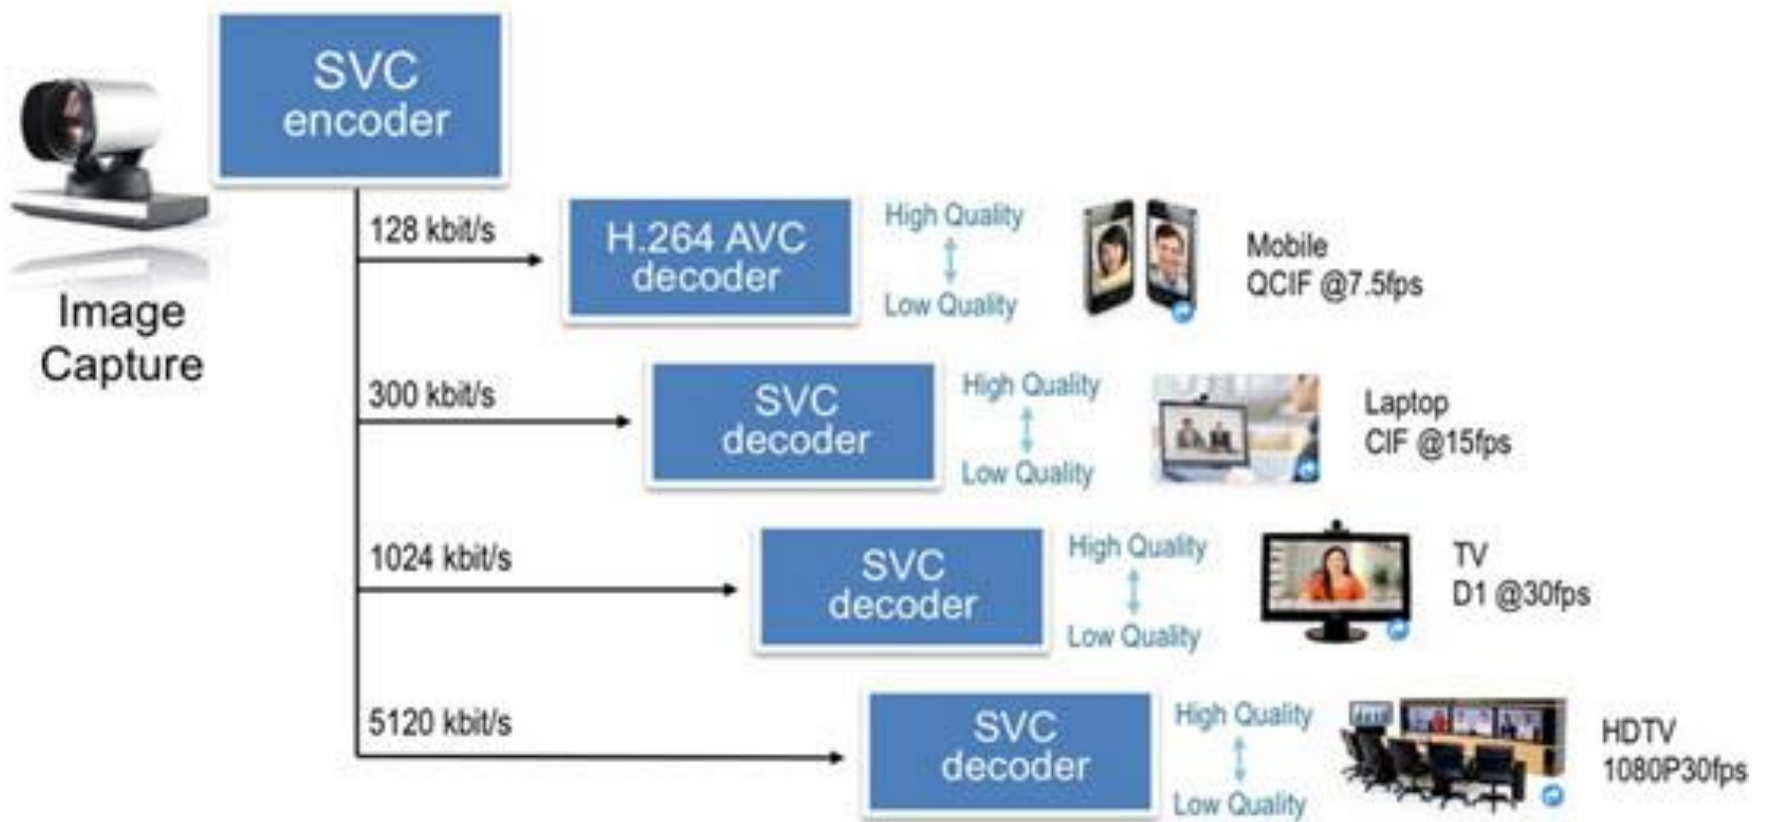 SVC
encoder
Image
Capture
128 kbit/s
H.264 AVC
decoder
High Quality
Low Quality
Mobile
QCIF @7.5fps
300 kbit/s
SVC
decoder
High Quality
Low Quality
Laptop
CIF @15fps
1024 kbit/s
SVC
decoder
High Quality
Low Quality
TV
D1 @30fps
5120 kbit/s
SVC
decoder
High Quality
Low Quality
HDTV
1080P30fps